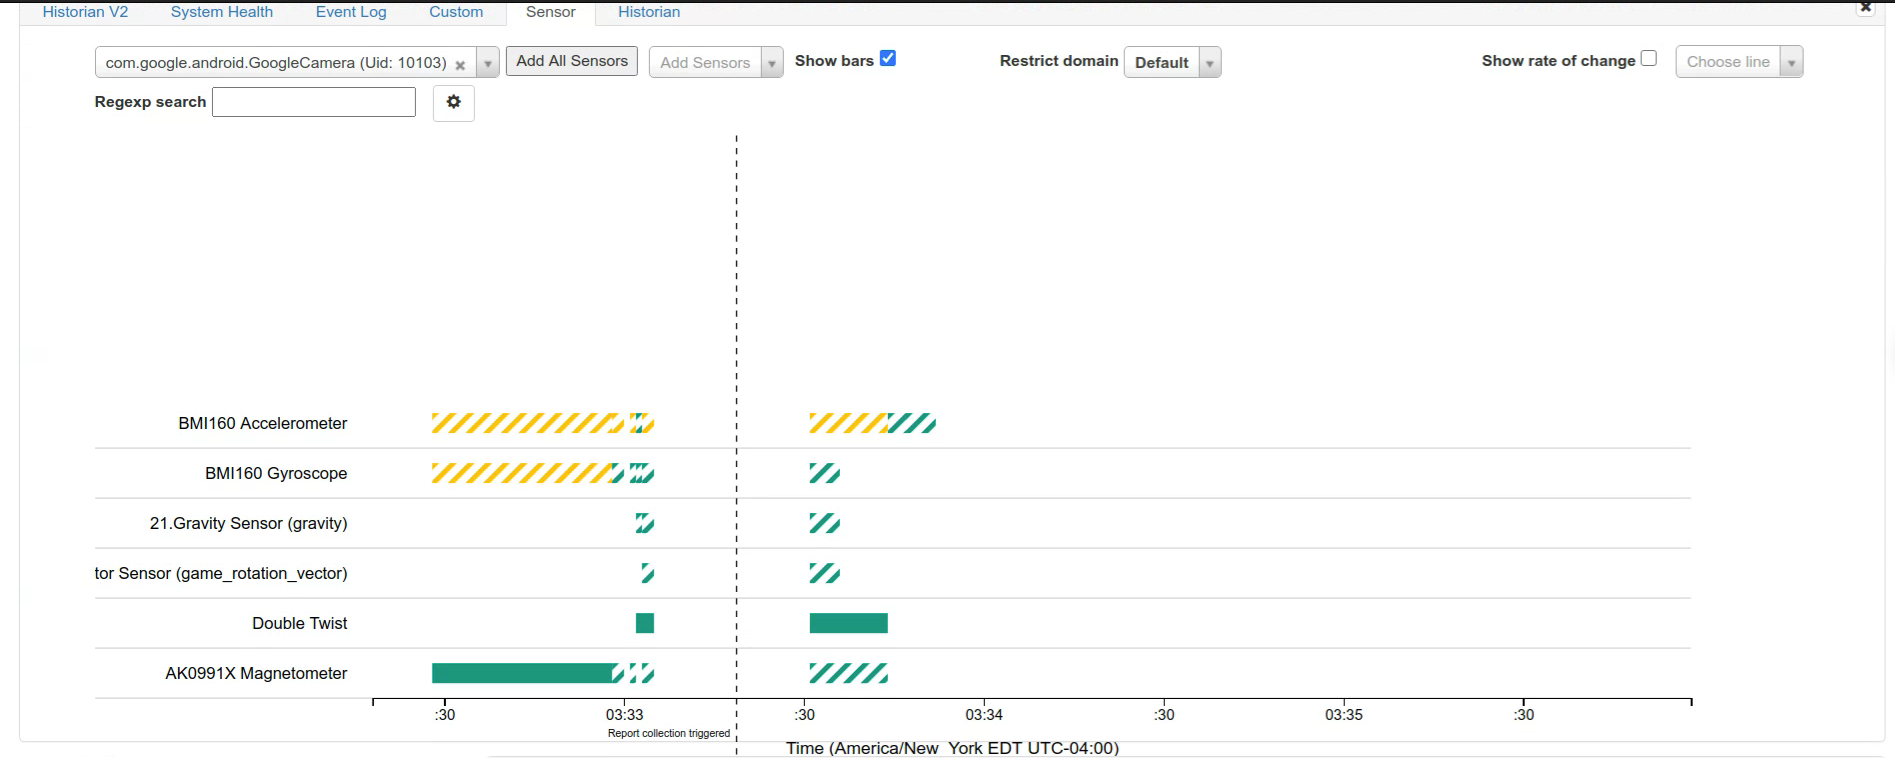 Historian V2 System Health Event Log Custom Sensor Historian
com.google.android.GoogleCamera (Uid: 10103) Add All Sensors Add Sensors Show bars Restrict domain Default Show rate of change Choose line
Regexp search
BMI160 Accelerometer
BMI160 Gyroscope
21.Gravity Sensor (gravity)
tor Sensor (game_rotation_vector)
Double Twist
AK0991X Magnetometer
:30 03:33 :30 03:34 :30 03:35 :30
Report collection triggered
Time (America/New_York EDT UTC-04:00)